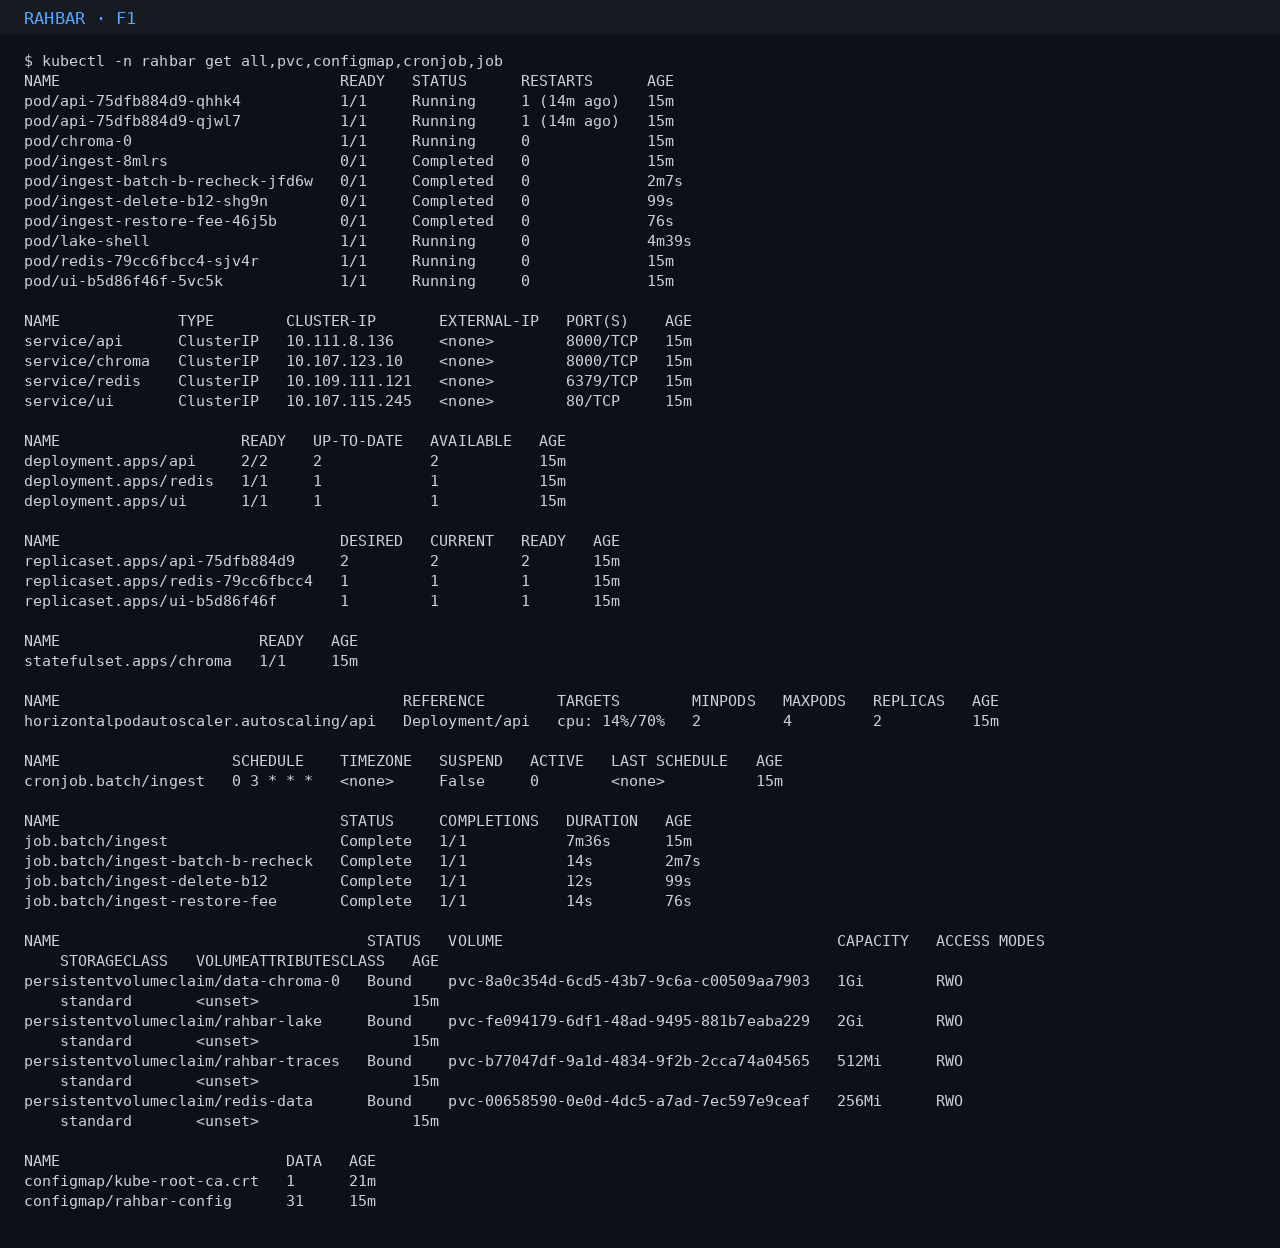 RAHBAR · F1
$ kubectl -n rahbar get all,pvc,configmap,cronjob,job
NAME                               READY   STATUS      RESTARTS      AGE
pod/api-75dfb884d9-qhhk4           1/1     Running     1 (14m ago)   15m
pod/api-75dfb884d9-qjwl7           1/1     Running     1 (14m ago)   15m
pod/chroma-0                       1/1     Running     0             15m
pod/ingest-8mlrs                   0/1     Completed   0             15m
pod/ingest-batch-b-recheck-jfd6w   0/1     Completed   0             2m7s
pod/ingest-delete-b12-shg9n        0/1     Completed   0             99s
pod/ingest-restore-fee-46j5b       0/1     Completed   0             76s
pod/lake-shell                     1/1     Running     0             4m39s
pod/redis-79cc6fbcc4-sjv4r         1/1     Running     0             15m
pod/ui-b5d86f46f-5vc5k             1/1     Running     0             15m

NAME             TYPE        CLUSTER-IP       EXTERNAL-IP   PORT(S)    AGE
service/api      ClusterIP   10.111.8.136     <none>        8000/TCP   15m
service/chroma   ClusterIP   10.107.123.10    <none>        8000/TCP   15m
service/redis    ClusterIP   10.109.111.121   <none>        6379/TCP   15m
service/ui       ClusterIP   10.107.115.245   <none>        80/TCP     15m

NAME                    READY   UP-TO-DATE   AVAILABLE   AGE
deployment.apps/api     2/2     2            2           15m
deployment.apps/redis   1/1     1            1           15m
deployment.apps/ui      1/1     1            1           15m

NAME                               DESIRED   CURRENT   READY   AGE
replicaset.apps/api-75dfb884d9     2         2         2       15m
replicaset.apps/redis-79cc6fbcc4   1         1         1       15m
replicaset.apps/ui-b5d86f46f       1         1         1       15m

NAME                      READY   AGE
statefulset.apps/chroma   1/1     15m

NAME                                      REFERENCE        TARGETS        MINPODS   MAXPODS   REPLICAS   AGE
horizontalpodautoscaler.autoscaling/api   Deployment/api   cpu: 14%/70%   2         4         2          15m

NAME                   SCHEDULE    TIMEZONE   SUSPEND   ACTIVE   LAST SCHEDULE   AGE
cronjob.batch/ingest   0 3 * * *   <none>     False     0        <none>          15m

NAME                               STATUS     COMPLETIONS   DURATION   AGE
job.batch/ingest                   Complete   1/1           7m36s      15m
job.batch/ingest-batch-b-recheck   Complete   1/1           14s        2m7s
job.batch/ingest-delete-b12        Complete   1/1           12s        99s
job.batch/ingest-restore-fee       Complete   1/1           14s        76s

NAME                                  STATUS   VOLUME                                     CAPACITY   ACCESS MODES
    STORAGECLASS   VOLUMEATTRIBUTESCLASS   AGE
persistentvolumeclaim/data-chroma-0   Bound    pvc-8a0c354d-6cd5-43b7-9c6a-c00509aa7903   1Gi        RWO
    standard       <unset>                 15m
persistentvolumeclaim/rahbar-lake     Bound    pvc-fe094179-6df1-48ad-9495-881b7eaba229   2Gi        RWO
    standard       <unset>                 15m
persistentvolumeclaim/rahbar-traces   Bound    pvc-b77047df-9a1d-4834-9f2b-2cca74a04565   512Mi      RWO
    standard       <unset>                 15m
persistentvolumeclaim/redis-data      Bound    pvc-00658590-0e0d-4dc5-a7ad-7ec597e9ceaf   256Mi      RWO
    standard       <unset>                 15m

NAME                         DATA   AGE
configmap/kube-root-ca.crt   1      21m
configmap/rahbar-config      31     15m